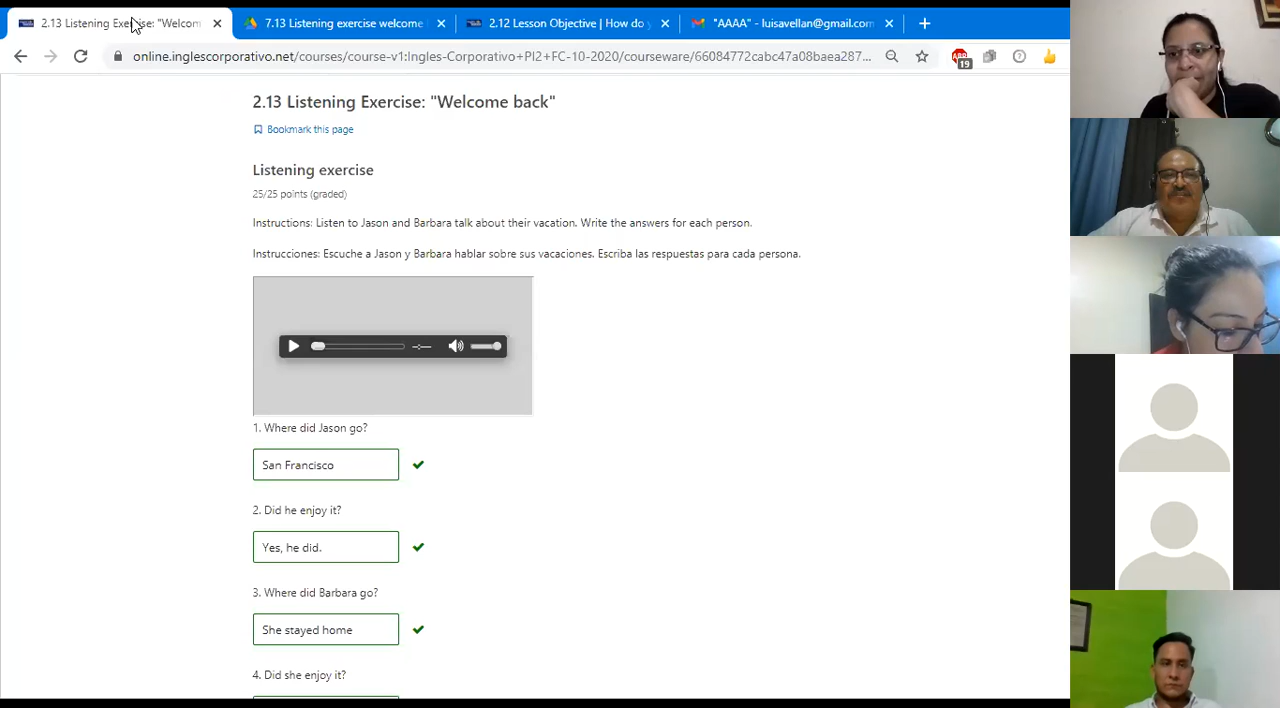 2.13 Listening Exercise: "Welcom
7.13 Listening exercise welcome
2.12 Lesson Objective | How do y
"AAAA" - luisavellan@gmail.com
online.inglescorporativo.net/courses/course-v1:Ingles-Corporativo+PI2+FC-10-2020/courseware/66084772cabc47a08baea287...
19
2.13 Listening Exercise: "Welcome back"
Bookmark this page
Listening exercise
25/25 points (graded)
Instructions: Listen to Jason and Barbara talk about their vacation. Write the answers for each person.
Instrucciones: Escuche a Jason y Barbara hablar sobre sus vacaciones. Escriba las respuestas para cada persona.
1. Where did Jason go?
San Francisco
2. Did he enjoy it?
Yes, he did.
3. Where did Barbara go?
She stayed home
4. Did she enjoy it?